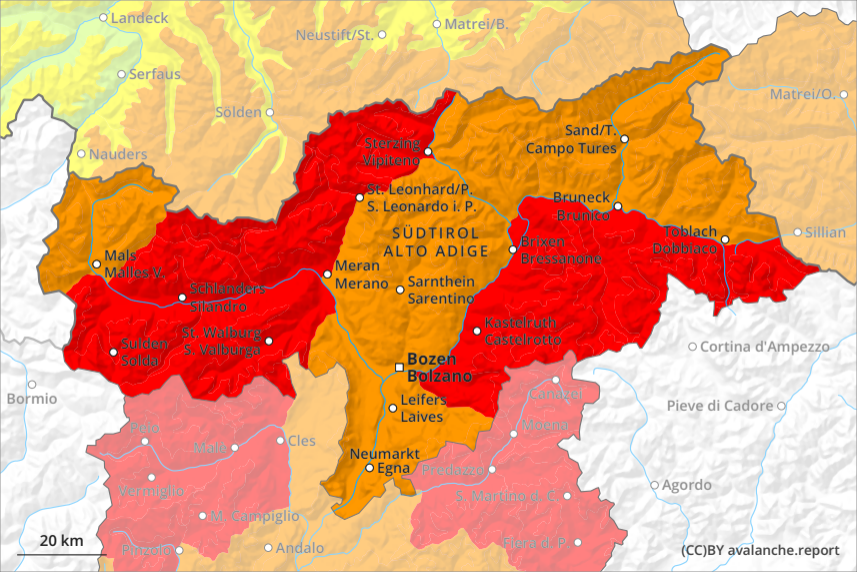 Landeck
Matrei/B.
Neustift/St.
Serfaus
Matrei/O.
Sölden
Sand/T.
Campo Tures
Sterzing
Vipiteno
Nauders
St. Leonhard/P.
S. Leonardo i. P.
Bruneck
Brunico
SÜDTIROL
ALTO ADIGE
Toblach
Dobbiaco
Sillian
Brixen
Bressanone
Mals
Málles V.
Meran
Merano
Sarnthein
Sarentino
Schlanders
Silandro
St. Walburg
S. Valburga
Kastelruth
Castelrotto
Sulden
Solda
Cortina d'Ampezzo
Bozen
Bolzano
Bormio
Canazei
Leifers
Laives
Pieve di Cadore
Moena
Peio
Malè
Cles
Neumarkt
Egna
Predazzo
Vermiglio
Agordo
S. Martino d. C.
M. Campiglio
20 km
Pinzolo
Andalo
Fiera di P.
(CC)BY avalanche.report